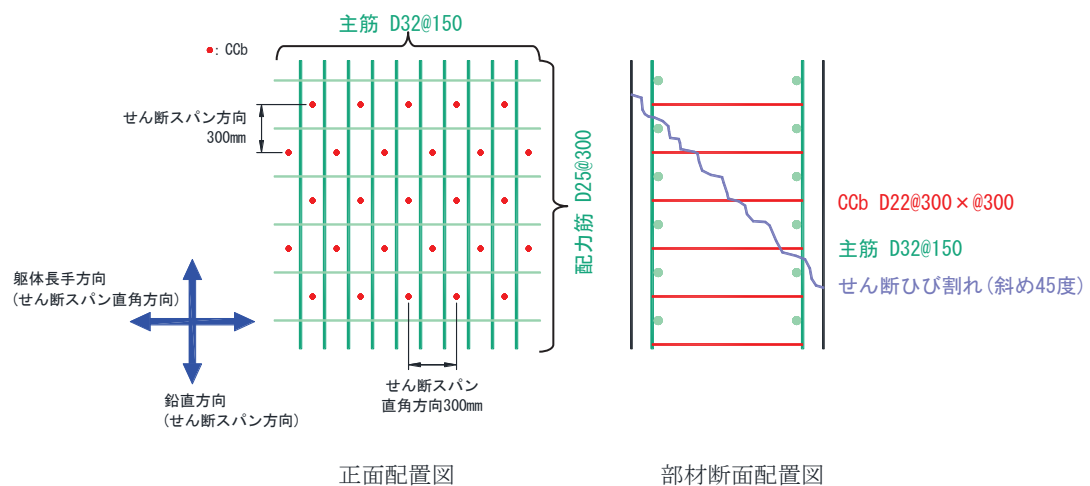 主筋 D32@150
●: CCb
せん断スパン方向
300mm
配力筋 D25@300
躯体長手方向
(せん断スパン直角方向)
鉛直方向
(せん断スパン方向)
せん断スパン
直角方向300mm
正面配置図
CCb D22@300×@300
主筋 D32@150
せん断ひび割れ(斜め45度)
部材断面配置図